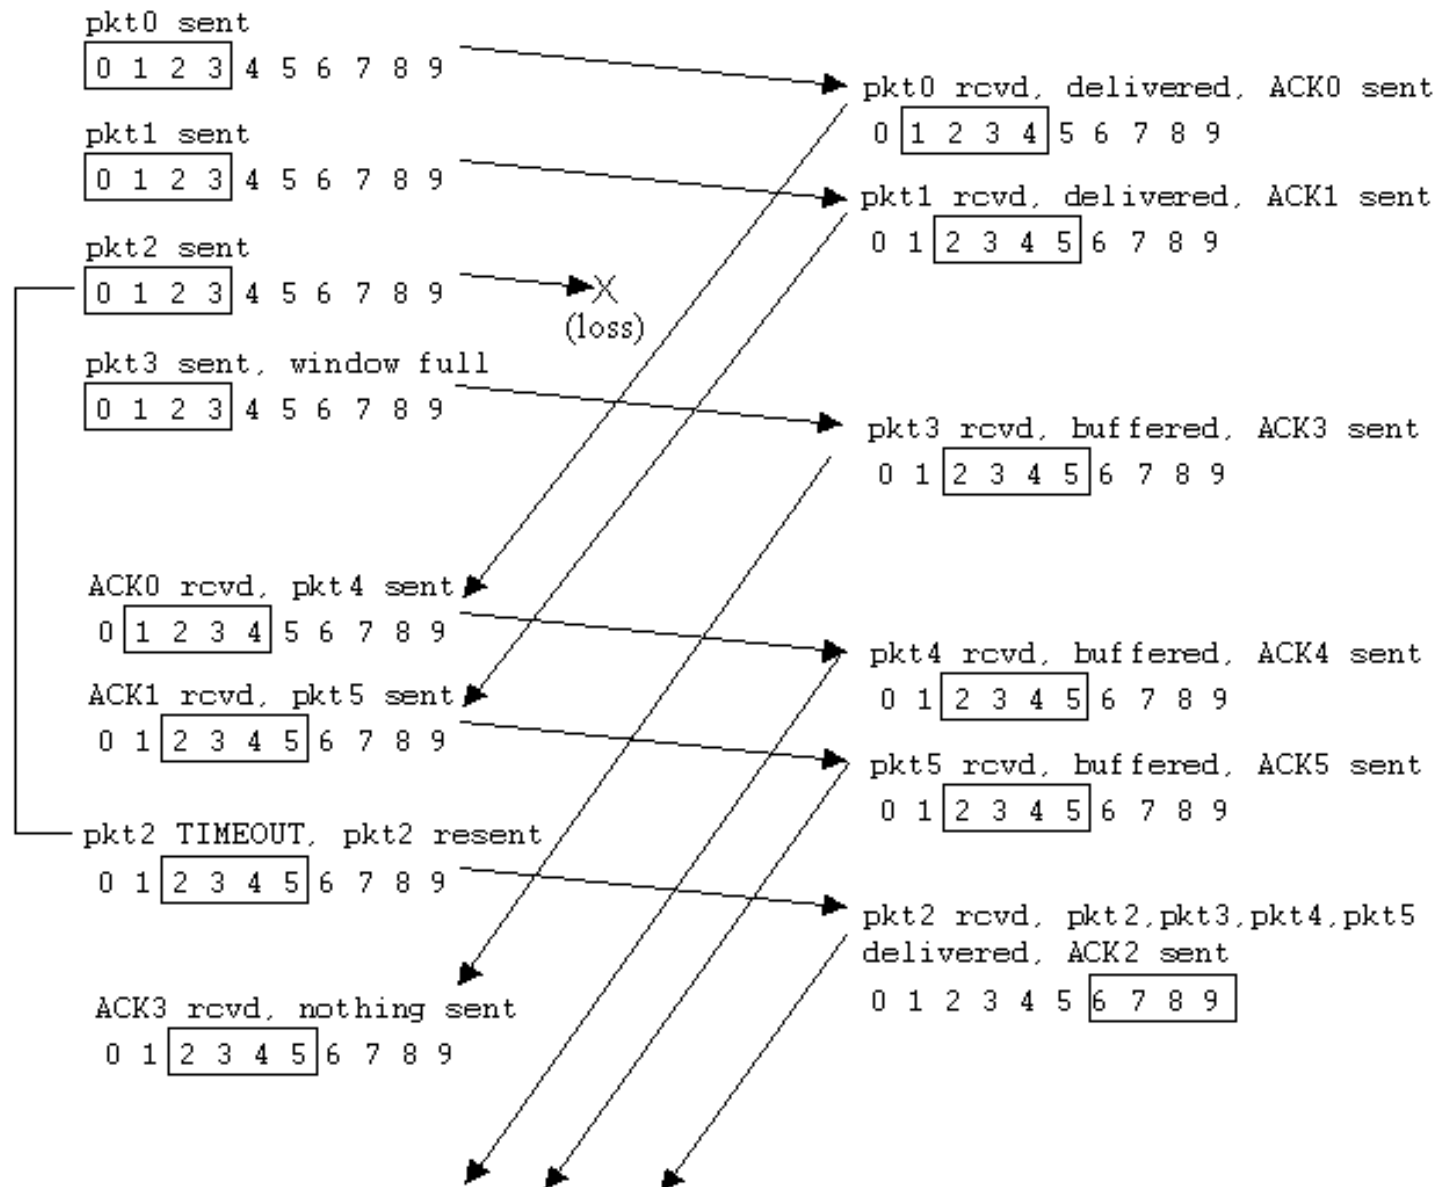 pkt0 sent
0 1 2 3 4 5 6 7 8 9
pkt0 rcvd, delivered, ACK0 sent
0 1 2 3 4 5 6 7 8 9
pkt1 sent
0 1 2 3 4 5 6 7 8 9
pkt1 rcvd, delivered, ACK1 sent
0 1 2 3 4 5 6 7 8 9
pkt2 sent
0 1 2 3 4 5 6 7 8 9
X
(loss)
pkt3 sent, window full
0 1 2 3 4 5 6 7 8 9
pkt3 rcvd, buffered, ACK3 sent
0 1 2 3 4 5 6 7 8 9
ACK0 rcvd, pkt4 sent
0 1 2 3 4 5 6 7 8 9
pkt4 rcvd, buffered, ACK4 sent
0 1 2 3 4 5 6 7 8 9
ACK1 rcvd, pkt5 sent
0 1 2 3 4 5 6 7 8 9
pkt5 rcvd, buffered, ACK5 sent
0 1 2 3 4 5 6 7 8 9
pkt2 TIMEOUT, pkt2 resent
0 1 2 3 4 5 6 7 8 9
pkt2 rcvd, pkt2,pkt3,pkt4,pkt5
delivered, ACK2 sent
0 1 2 3 4 5 6 7 8 9
ACK3 rcvd, nothing sent
0 1 2 3 4 5 6 7 8 9